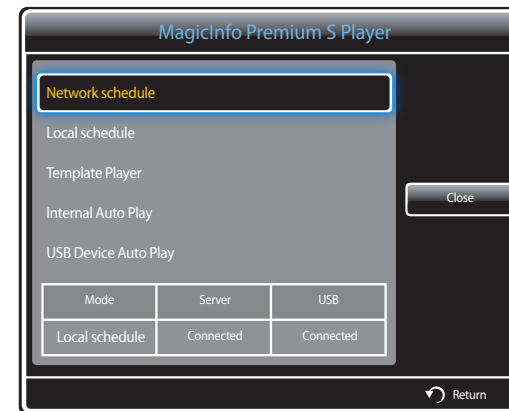 MagicInfo Premium S Player
Network schedule
Local schedule
Template Player
Internal Auto Play
USB Device Auto Play
Close
Mode Server USB
Local schedule Connected Connected
Return